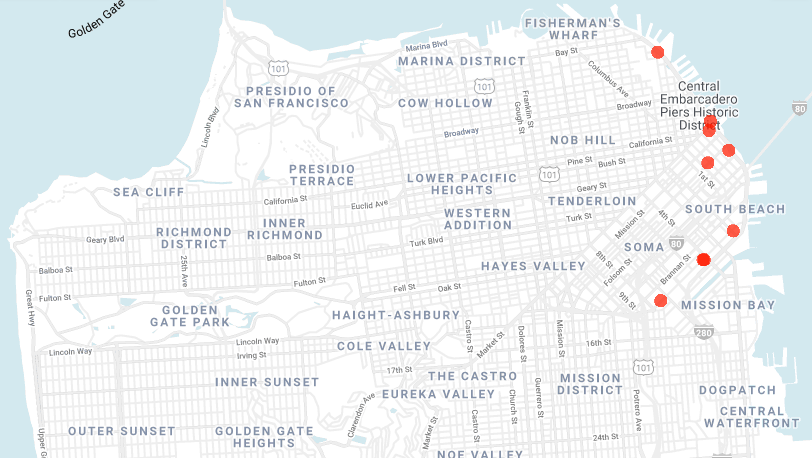 Golden Gate
FISHERMAN'S
WHARF
Marina Blvd
Bay St
MARINA DISTRICT
101
Columbus Ave
101
PRESIDIO OF
SAN FRANCISCO
COW HOLLOW
Franklin St
Gough St
Broadway
Central
Embarcadero
Piers Historic
District
80
Lincoln Blvd
Broadway
NOB HILL
California St
Pine St
Bush St
1st St
PRESIDIO
TERRACE
101
LOWER PACIFIC
HEIGHTS
Geary St
SEA CLIFF
California St
Euclid Ave
TENDERLOIN
SOUTH BEACH
WESTERN
ADDITION
Turk St
Mission St
4th St
INNER
RICHMOND
RICHMOND
DISTRICT
Geary Blvd
Turk Blvd
SOMA
80
Balboa St
Balboa St
25th Ave
HAYES VALLEY
8th St
Folsom St
Brannan St
Fulton St
Fulton St
Fell St
Oak St
9th St
Great Hwy
GOLDEN
GATE PARK
HAIGHT-ASHBURY
MISSION BAY
280
Lincoln Way
Lincoln Way
Irving St
COLE VALLEY
Castro St
Market St
Dolores St
Mission St
16th St
17th St
101
INNER SUNSET
THE CASTRO
EUREKA VALLEY
MISSION
DISTRICT
DOGPATCH
Clarendon Ave
Church St
Guerrero St
Potrero Ave
CENTRAL
WATERFRONT
OUTER SUNSET
GOLDEN GATE
HEIGHTS
Upper G
Market St
Castro St
24th St
NOE VALLEY